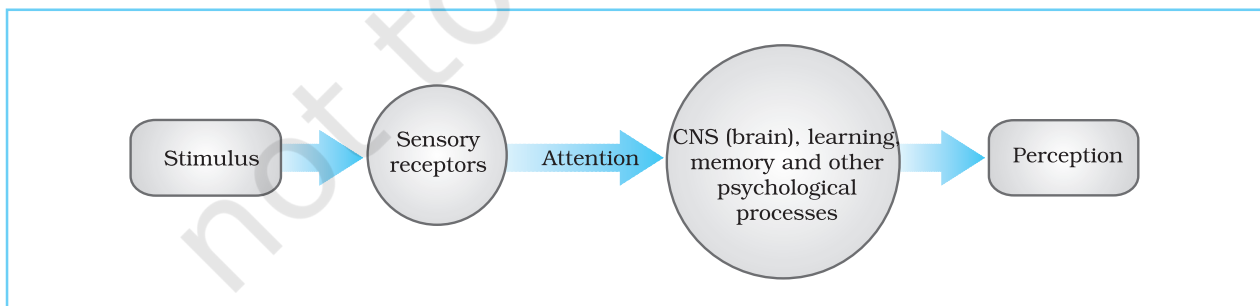 not to
Stimulus
Sensory
receptors
Attention
CNS (brain), learning,
memory and other
psychological
processes
Perception